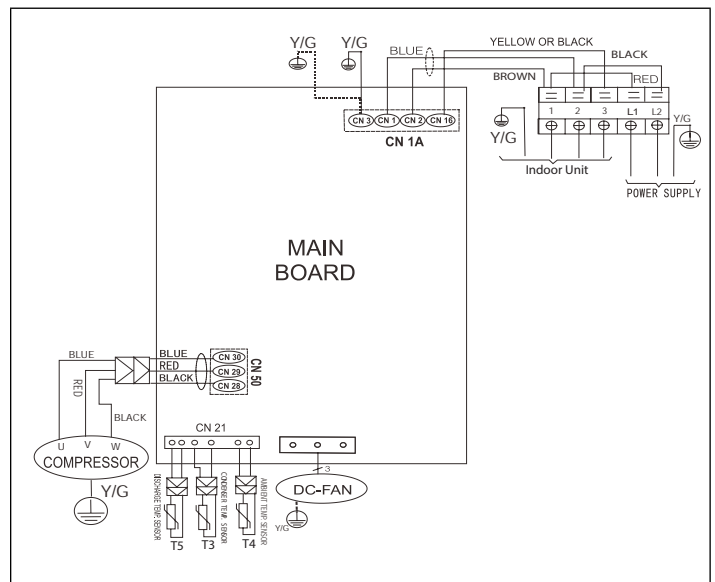 Y/G
Y/G
BLUE
YELLOW OR BLACK
BLACK
BROWN
RED
CN 3
CN 1
CN 2
CN 16
CN 1A
1
2
3
L1
L2
Y/G
Y/G
Indoor Unit
POWER SUPPLY
MAIN
BOARD
BLUE
BLUE
RED
BLACK
CN 30
CN 29
CN 28
CN 50
RED
BLACK
U
V
W
COMPRESSOR
Y/G
CN 21
3
DC-FAN
Y/G
DISCHARGE TEMP. SENSOR
CONDENSER TEMP. SENSOR
AMBIENT TEMP. SENSOR
T5
T3
T4